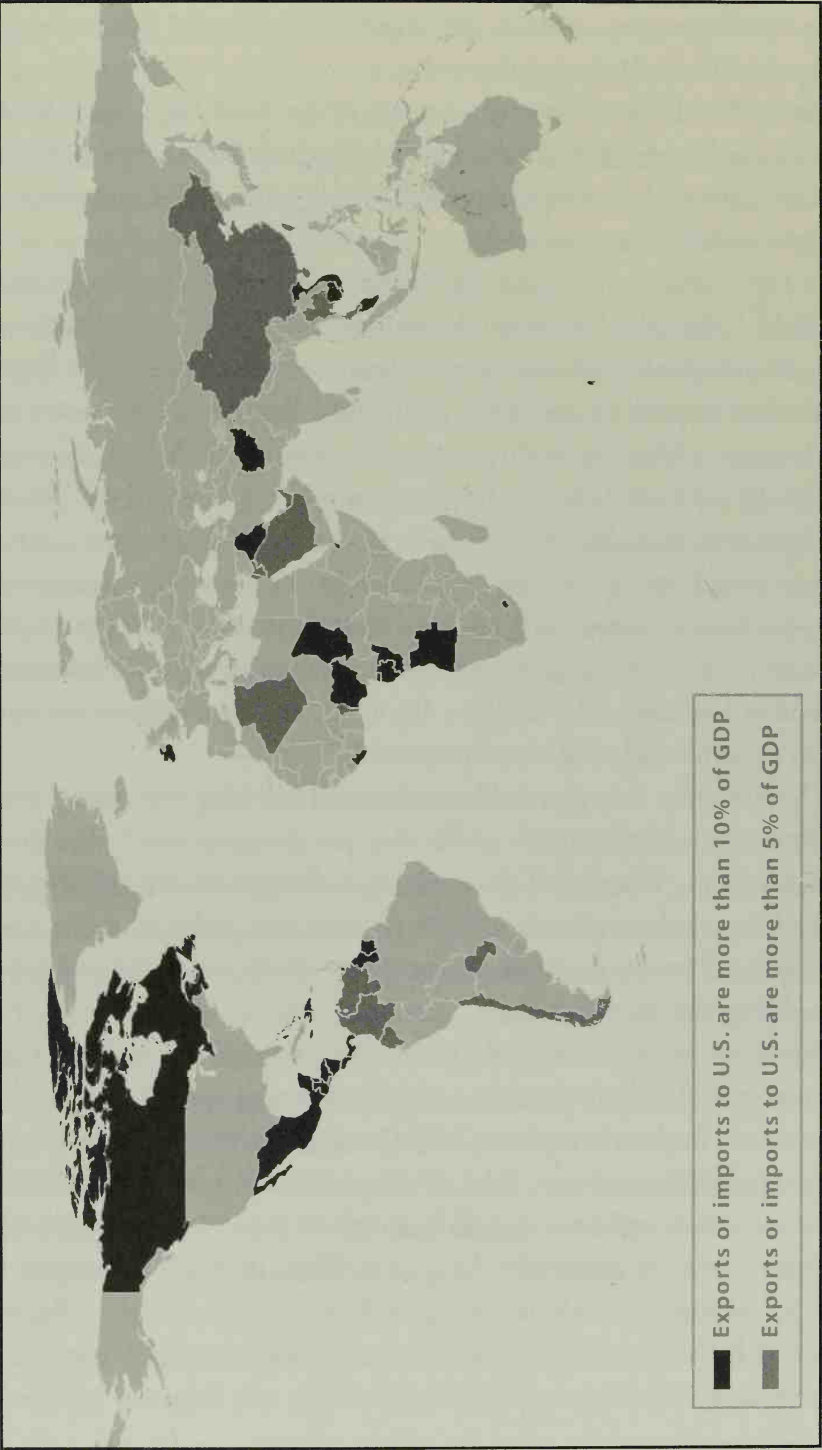 Exports or imports to U.S. are more than 10% of GDP
Exports or imports to U.S. are more than 5% of GDP